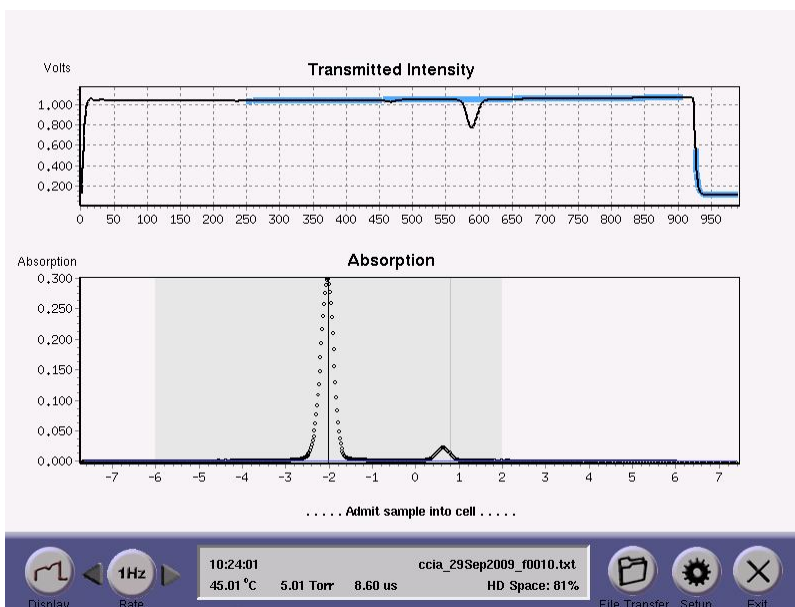 Transmitted Intensity
Volts
1.000
0.800
0.600
0.400
0.200
0 50 100 150 200 250 300 350 400 450 500 550 600 650 700 750 800 850 900 950
Absorption
Absorption
0.300
0.250
0.200
0.150
0.100
0.050
0.000
-7 -6 -5 -4 -3 -2 -1 0 1 2 3 4 5 6 7
. . . . . Admit sample into cell . . . . .
10:24:01 ccia_29Sep2009_f0010.txt
45.01 °C 5.01 Torr 8.60 us HD Space: 81%
1Hz
Display Rate File Transfer Setup Exit